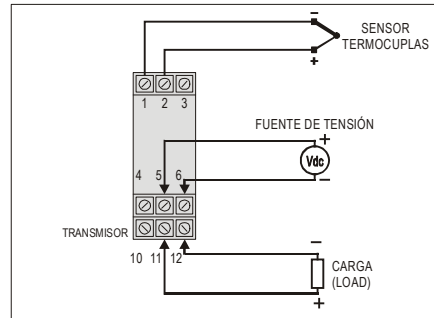 −
SENSOR
TERMOCUPLAS
+
1 2 3
FUENTE DE TENSIÓN
+
Vdc
4 5 6
−
TRANSMISOR
10 11 12
−
CARGA
(LOAD)
+